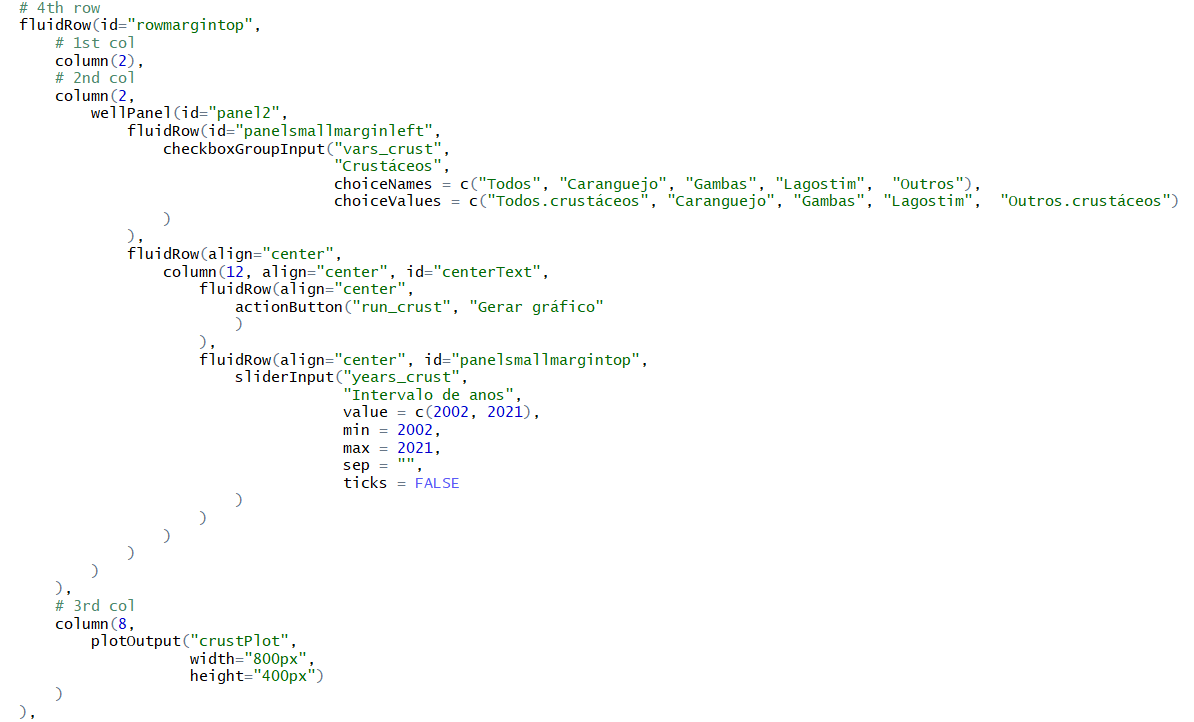 # 4th row
fluidRow(id="rowmargintop",
    # 1st col
    column(2),
    # 2nd col
    column(2,
        wellPanel(id="panel2",
            fluidRow(id="panelsmallmarginleft",
                checkboxGroupInput("vars_crust",
                                   "Crustáceos",
                                   choiceNames = c("Todos", "Caranguejo", "Gambas", "Lagostim",  "Outros"),
                                   choiceValues = c("Todos.crustáceos", "Caranguejo", "Gambas", "Lagostim",  "Outros.crustáceos")
                )
            ),
            fluidRow(align="center",
                column(12, align="center", id="centerText",
                    fluidRow(align="center",
                        actionButton("run_crust", "Gerar gráfico"
                        )
                    ),
                    fluidRow(align="center", id="panelsmallmargintop",
                        sliderInput("years_crust",
                                    "Intervalo de anos",
                                    value = c(2002, 2021),
                                    min = 2002,
                                    max = 2021,
                                    sep = "",
                                    ticks = FALSE
                        )
                    )
                )
            )
        )
    ),
    # 3rd col
    column(8,
        plotOutput("crustPlot",
                   width="800px",
                   height="400px")
    )
),